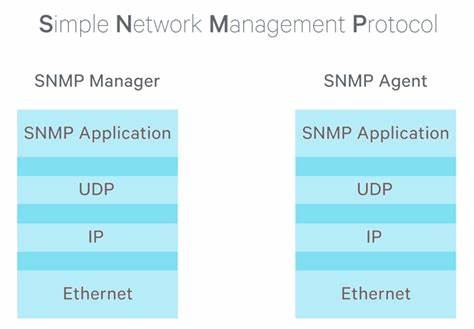 Simple Network Management Protocol
SNMP Manager
SNMP Application
UDP
IP
Ethernet
SNMP Agent
SNMP Application
UDP
IP
Ethernet